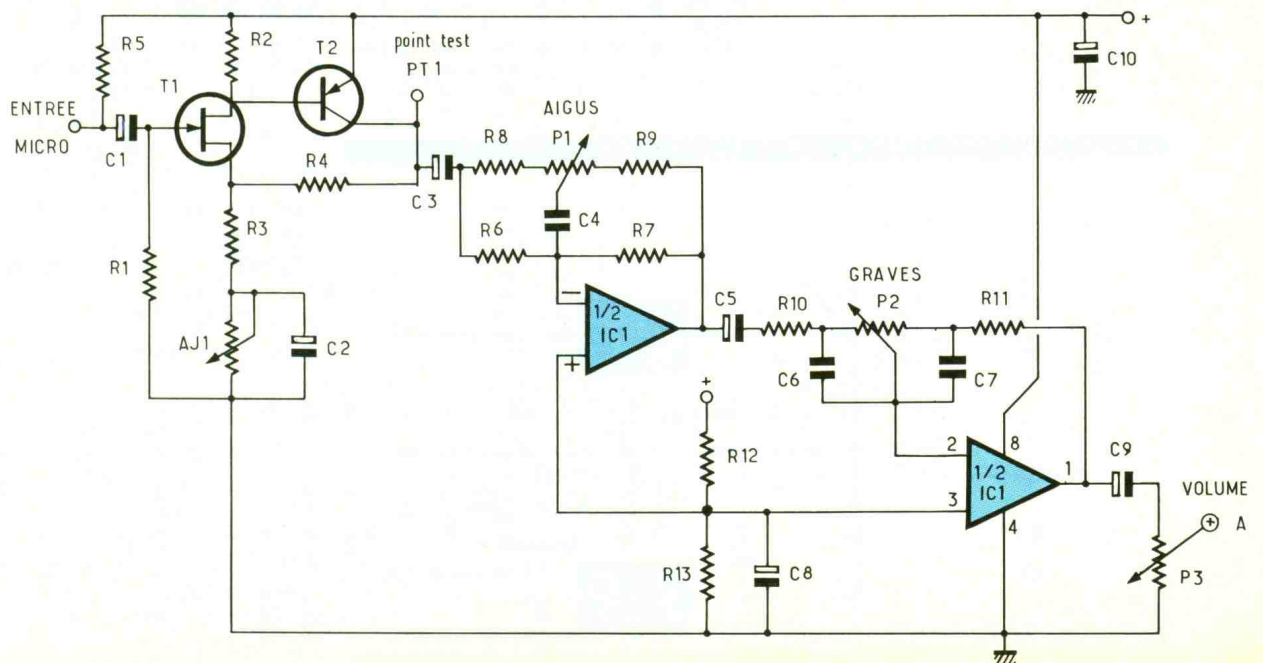 R5
R2
T2
point test
PT1
+
C10
T1
ENTREE
MICRO
C1
AIGUS
R8
P1
R9
R4
C3
C4
R6
R7
R3
R1
GRAVES
C5
R10
P2
R11
−
1/2
IC1
+
AJ1
C2
C6
C7
+
R12
2
8
C9
1/2
IC1
1
VOLUME
3
4
+ A
R13
C8
P3